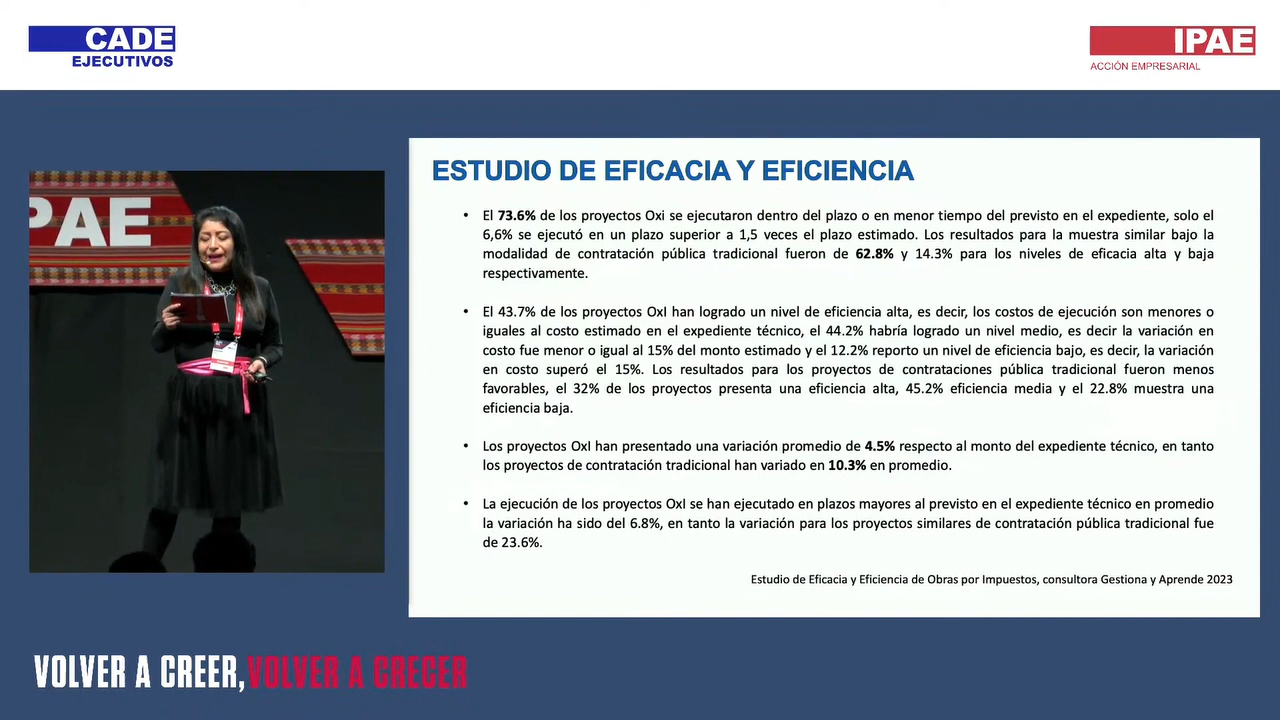 CADE
EJECUTIVOS
IPAE
ACCIÓN EMPRESARIAL
PAE
ESTUDIO DE EFICACIA Y EFICIENCIA
• El 73.6% de los proyectos Oxi se ejecutaron dentro del plazo o en menor tiempo del previsto en el expediente, solo el
6,6% se ejecutó en un plazo superior a 1,5 veces el plazo estimado. Los resultados para la muestra similar bajo la
modalidad de contratación pública tradicional fueron de 62.8% y 14.3% para los niveles de eficacia alta y baja
respectivamente.
• El 43.7% de los proyectos OxI han logrado un nivel de eficiencia alta, es decir, los costos de ejecución son menores o
iguales al costo estimado en el expediente técnico, el 44.2% habría logrado un nivel medio, es decir la variación en
costo fue menor o igual al 15% del monto estimado y el 12.2% reporto un nivel de eficiencia bajo, es decir, la variación
en costo superó el 15%. Los resultados para los proyectos de contrataciones pública tradicional fueron menos
favorables, el 32% de los proyectos presenta una eficiencia alta, 45.2% eficiencia media y el 22.8% muestra una
eficiencia baja.
• Los proyectos OxI han presentado una variación promedio de 4.5% respecto al monto del expediente técnico, en tanto
los proyectos de contratación tradicional han variado en 10.3% en promedio.
• La ejecución de los proyectos OxI se han ejecutado en plazos mayores al previsto en el expediente técnico en promedio
la variación ha sido del 6.8%, en tanto la variación para los proyectos similares de contratación pública tradicional fue
de 23.6%.
Estudio de Eficacia y Eficiencia de Obras por Impuestos, consultora Gestiona y Aprende 2023
VOLVER A CREER, VOLVER A CRECER